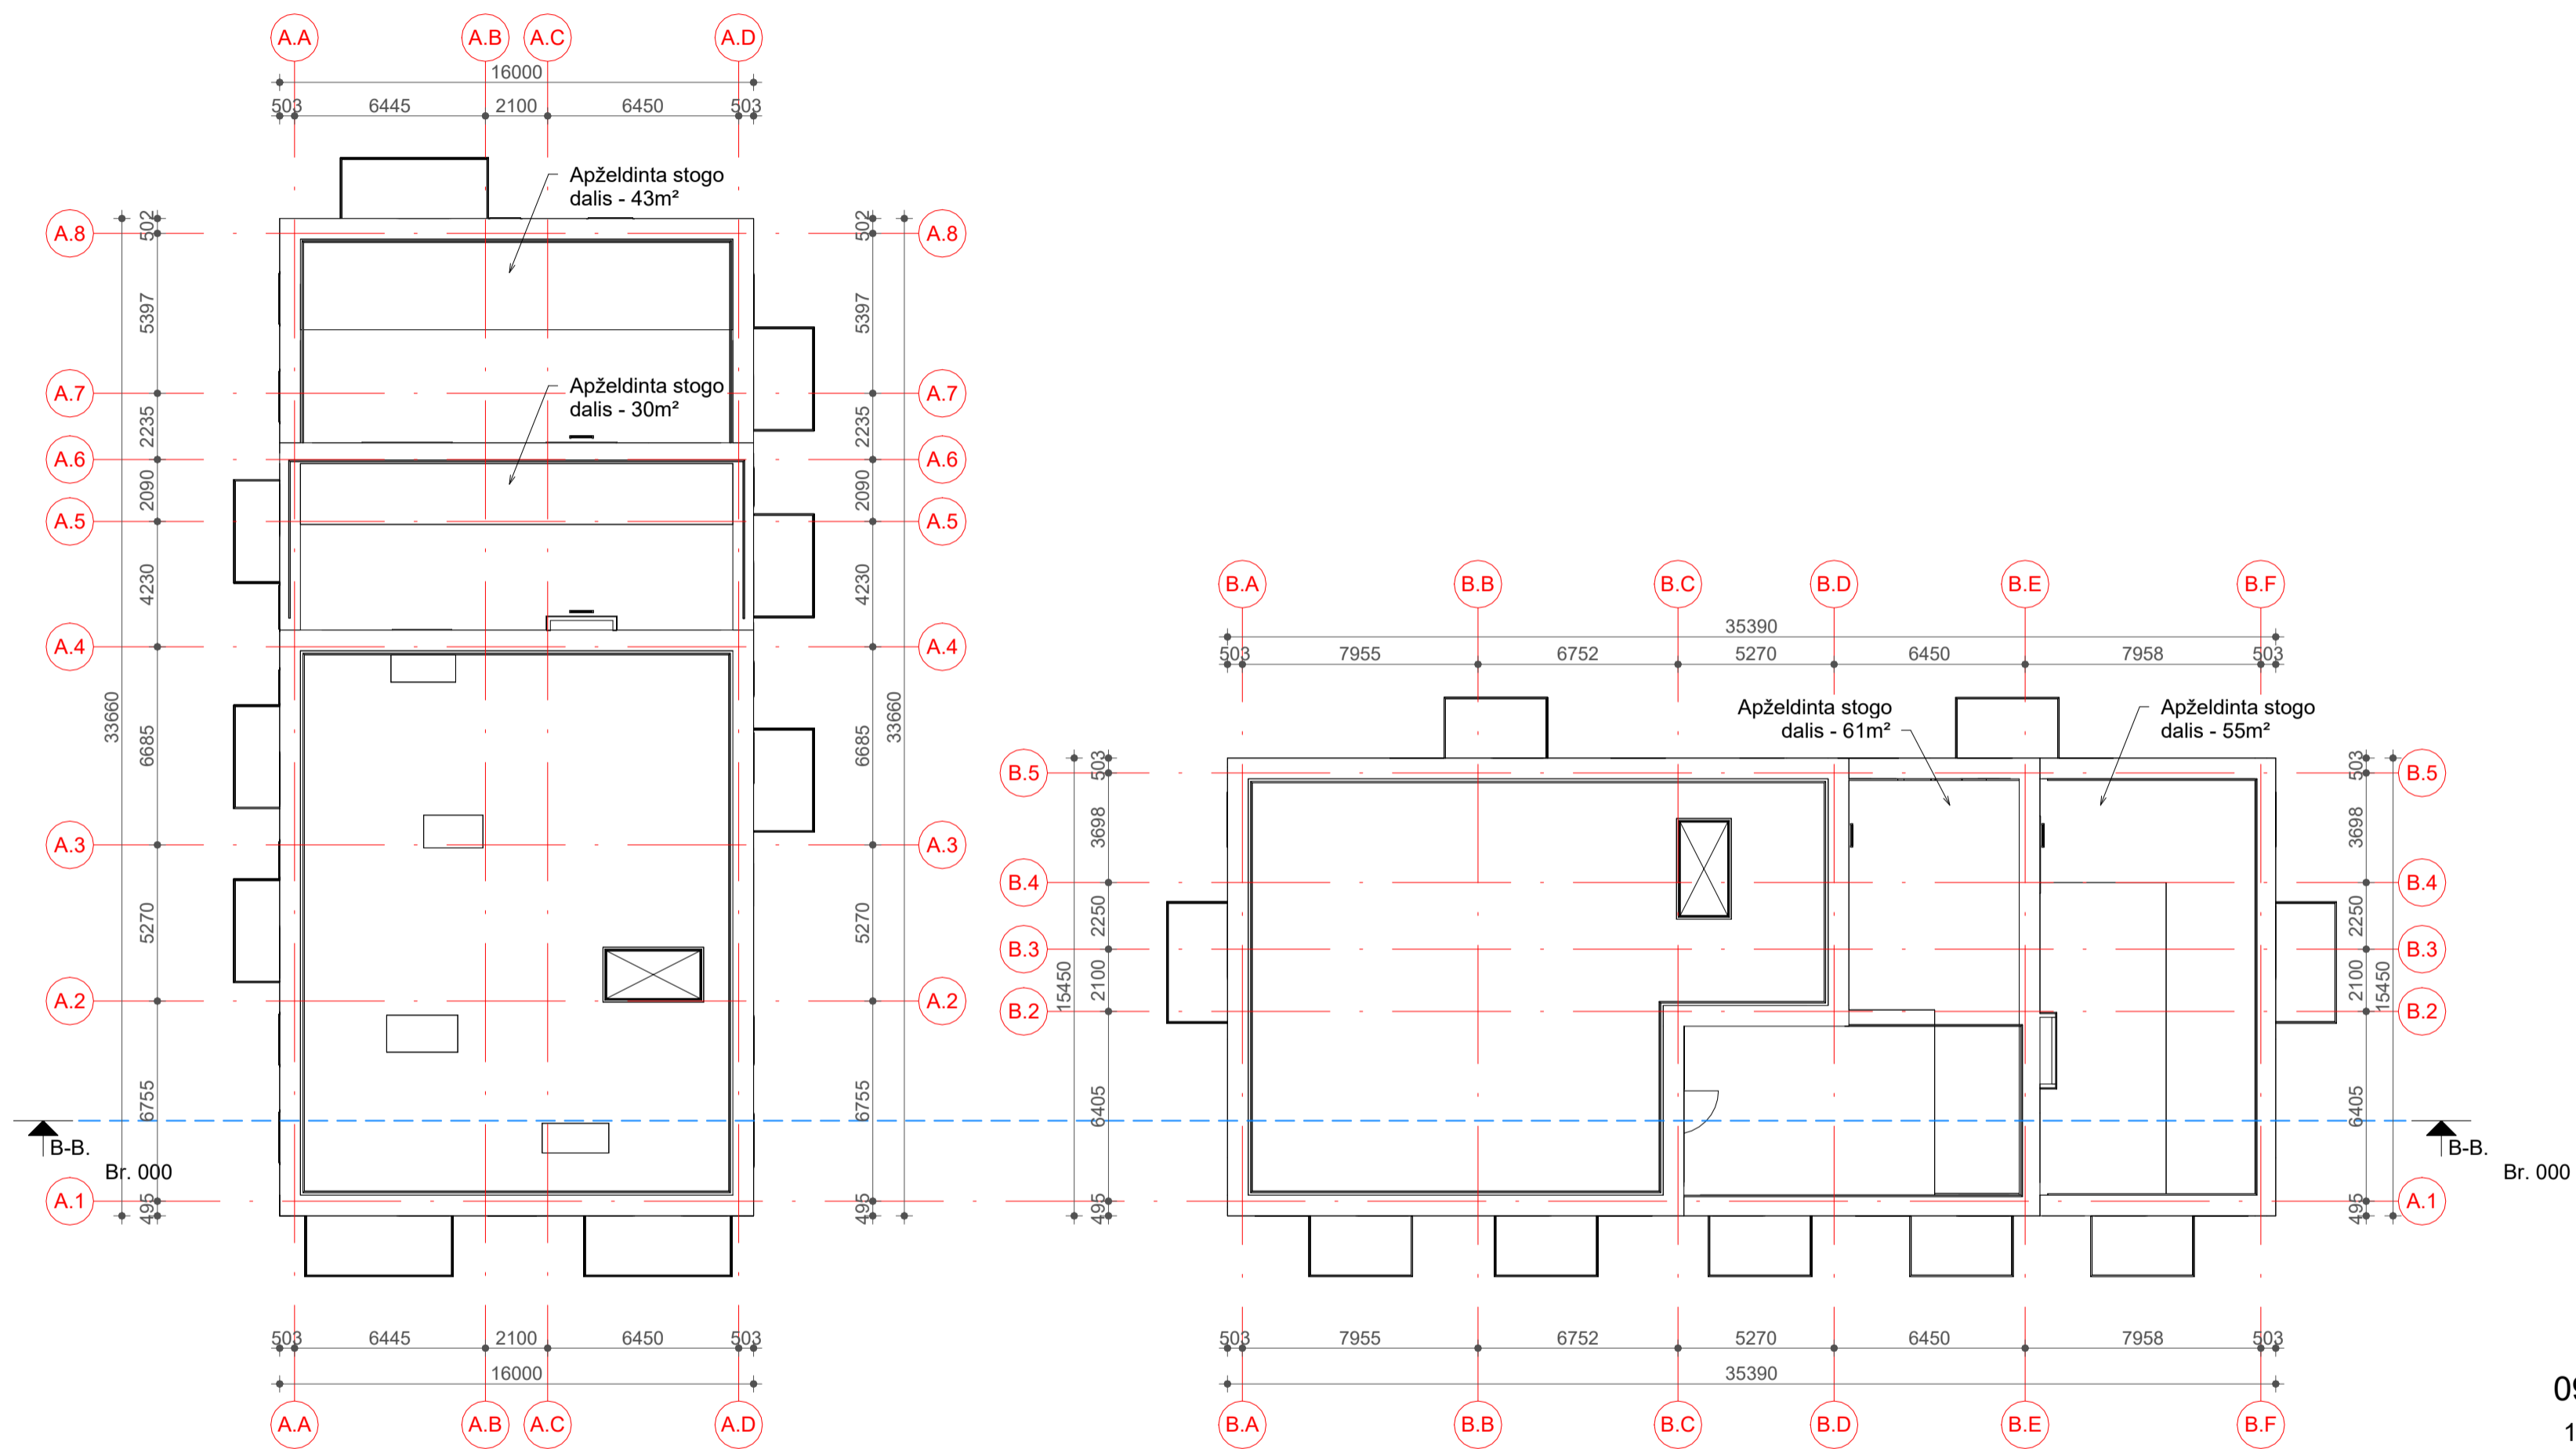 A.A A.B A.C A.D
16000
503 6445 2100 6450 503
Apželdinta stogo
dalis - 43m²
A.8 502 502 A.8
5397 5397
Apželdinta stogo
dalis - 30m²
A.7 A.7
2235 2235
A.6 A.6
2090 2090
A.5 A.5
4230 4230
A.4 A.4
33660 6685 6685 33660
A.3 A.3
5270 5270
A.2 A.2
6755 6755
B-B.
Br. 000
A.1 495 495 A.1
503 6445 2100 6450 503
16000
A.A A.B A.C A.D
B.A B.B B.C B.D B.E B.F
35390
503 7955 6752 5270 6450 7958 503
Apželdinta stogo
dalis - 61m²
Apželdinta stogo
dalis - 55m²
B.5 503 503 B.5
3698 3698
B.4 B.4
2250 2250
B.3 B.3
15450 2100 2100 15450
B.2 B.2
6405 6405
B-B.
Br. 000
495 495 A.1
503 7955 6752 5270 6450 7958 503
35390
B.A B.B B.C B.D B.E B.F